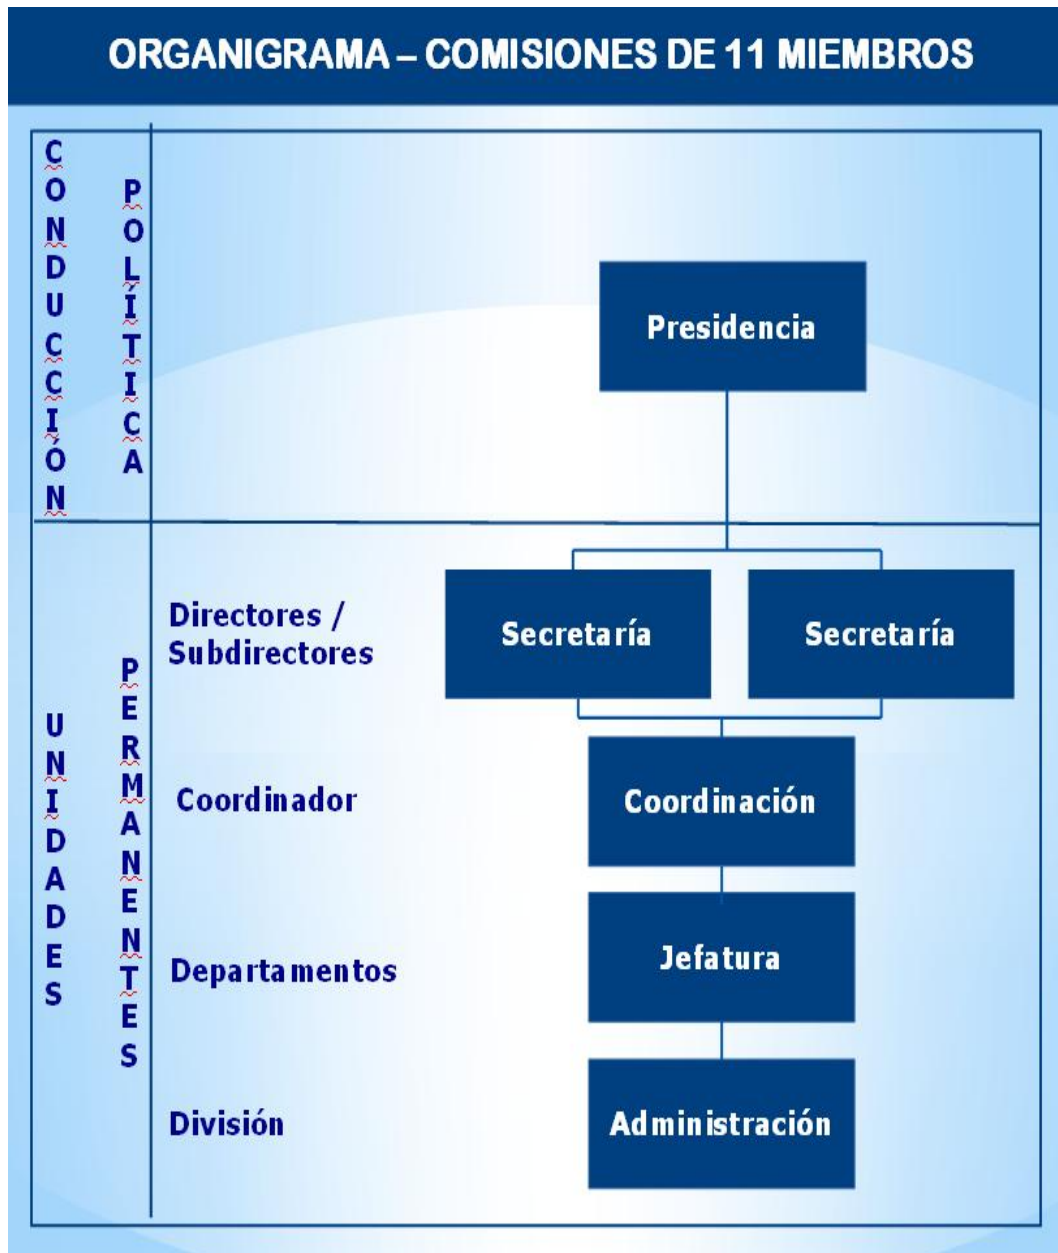 ORGANIGRAMA – COMISIONES DE 11 MIEMBROS
CONDUCCIÓN
POLÍTICA
Presidencia
UNIDADES
PERMANENTES
Directores /
Subdirectores
Secretaría
Secretaría
Coordinador
Coordinación
Departamentos
Jefatura
División
Administración